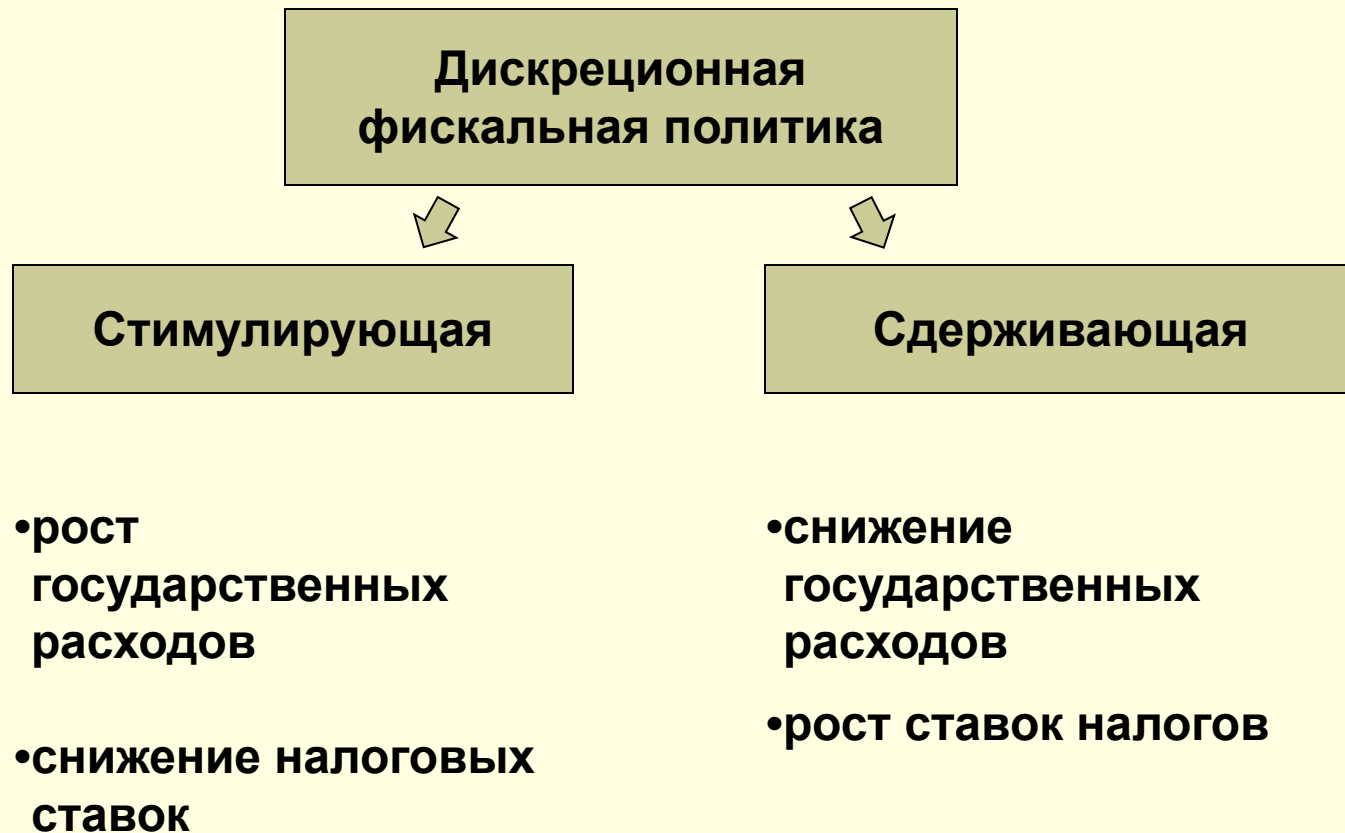 Дискреционная
фискальная политика
Стимулирующая
Сдерживающая
•рост
государственных
расходов
•снижение налоговых
ставок
•снижение
государственных
расходов
•рост ставок налогов